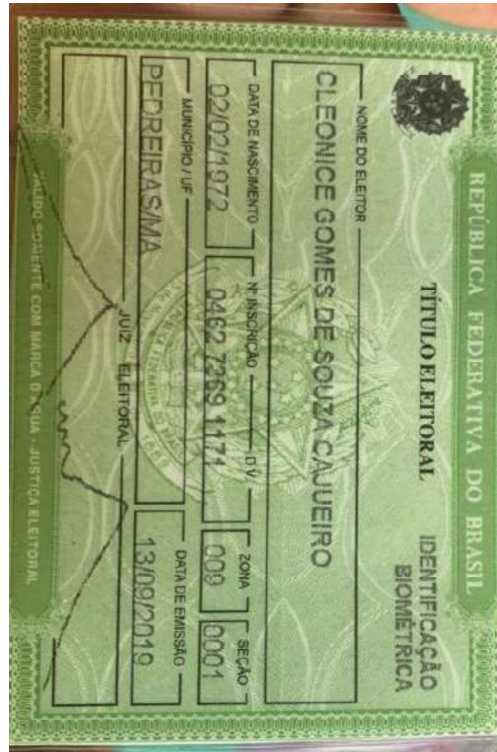 REPÚBLICA FEDERATIVA DO BRASIL
TÍTULO ELEITORAL
IDENTIFICAÇÃO
BIOMÉTRICA
NOME DO ELEITOR
CLEONICE GOMES DE SOUZA CAJUEIRO
DATA DE NASCIMENTO Nº INSCRIÇÃO D.V. ZONA SEÇÃO
02/02/1972 0462 7269 1171 009 0001
MUNICÍPIO / UF DATA DE EMISSÃO
PEDREIRAS/MA 13/09/2019
JUIZ ELEITORAL
VÁLIDO SOMENTE COM MARCA D'ÁGUA - JUSTIÇA ELEITORAL